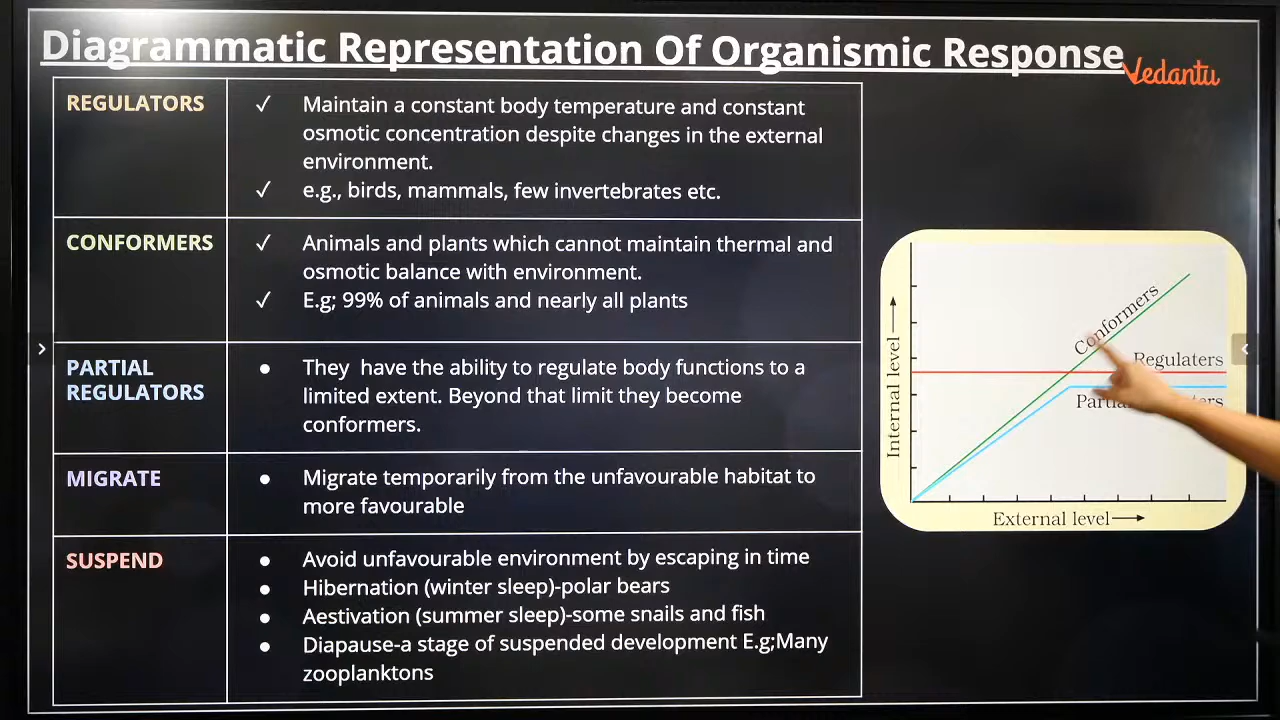 Diagrammatic Representation Of Organismic Response
Vedantu
REGULATORS
✓ Maintain a constant body temperature and constant
osmotic concentration despite changes in the external
environment.
✓ e.g., birds, mammals, few invertebrates etc.
CONFORMERS
✓ Animals and plants which cannot maintain thermal and
osmotic balance with environment.
✓ E.g; 99% of animals and nearly all plants
PARTIAL
REGULATORS
● They have the ability to regulate body functions to a
limited extent. Beyond that limit they become
conformers.
MIGRATE
● Migrate temporarily from the unfavourable habitat to
more favourable
SUSPEND
● Avoid unfavourable environment by escaping in time
● Hibernation (winter sleep)-polar bears
● Aestivation (summer sleep)-some snails and fish
● Diapause-a stage of suspended development E.g;Many
zooplanktons
Internal level
Conformers
Regulaters
External level